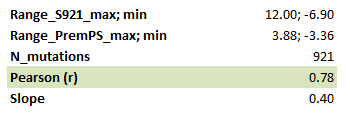 Range_S921_max; min 12.00; -6.90
Range_PremPS_max; min 3.88; -3.36
N_mutations 921
Pearson (r) 0.78
Slope 0.40